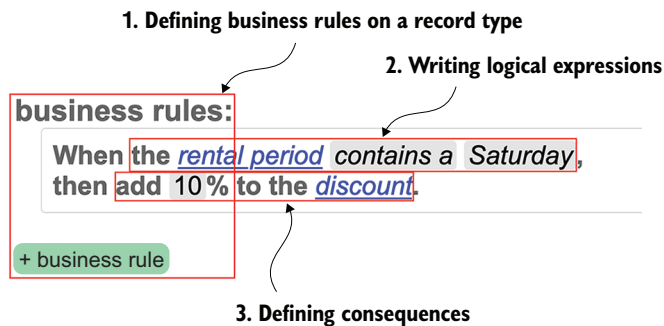 1. Defining business rules on a record type
2. Writing logical expressions
business rules:
When the rental period contains a Saturday,
then add 10 % to the discount.
+ business rule
3. Defining consequences